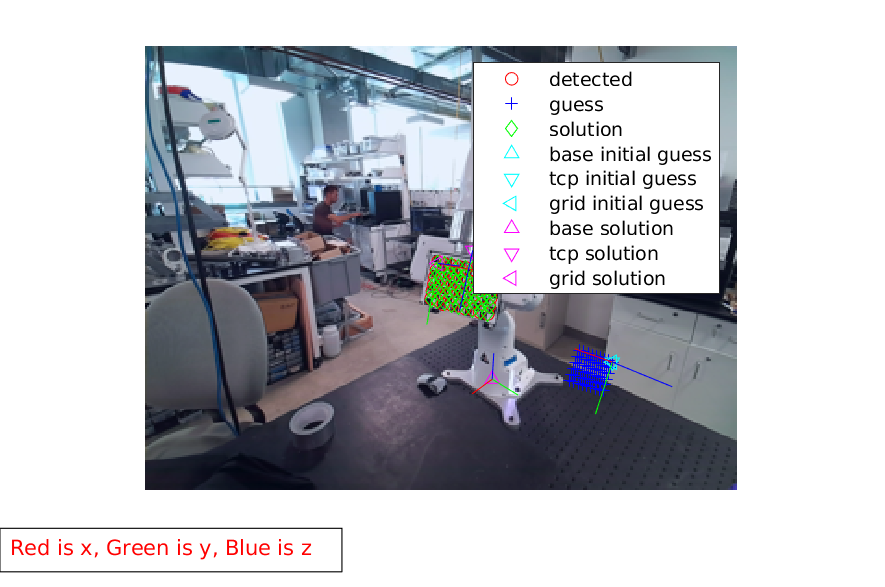 detected
guess
solution
base initial guess
tcp initial guess
grid initial guess
base solution
tcp solution
grid solution
Red is x, Green is y, Blue is z